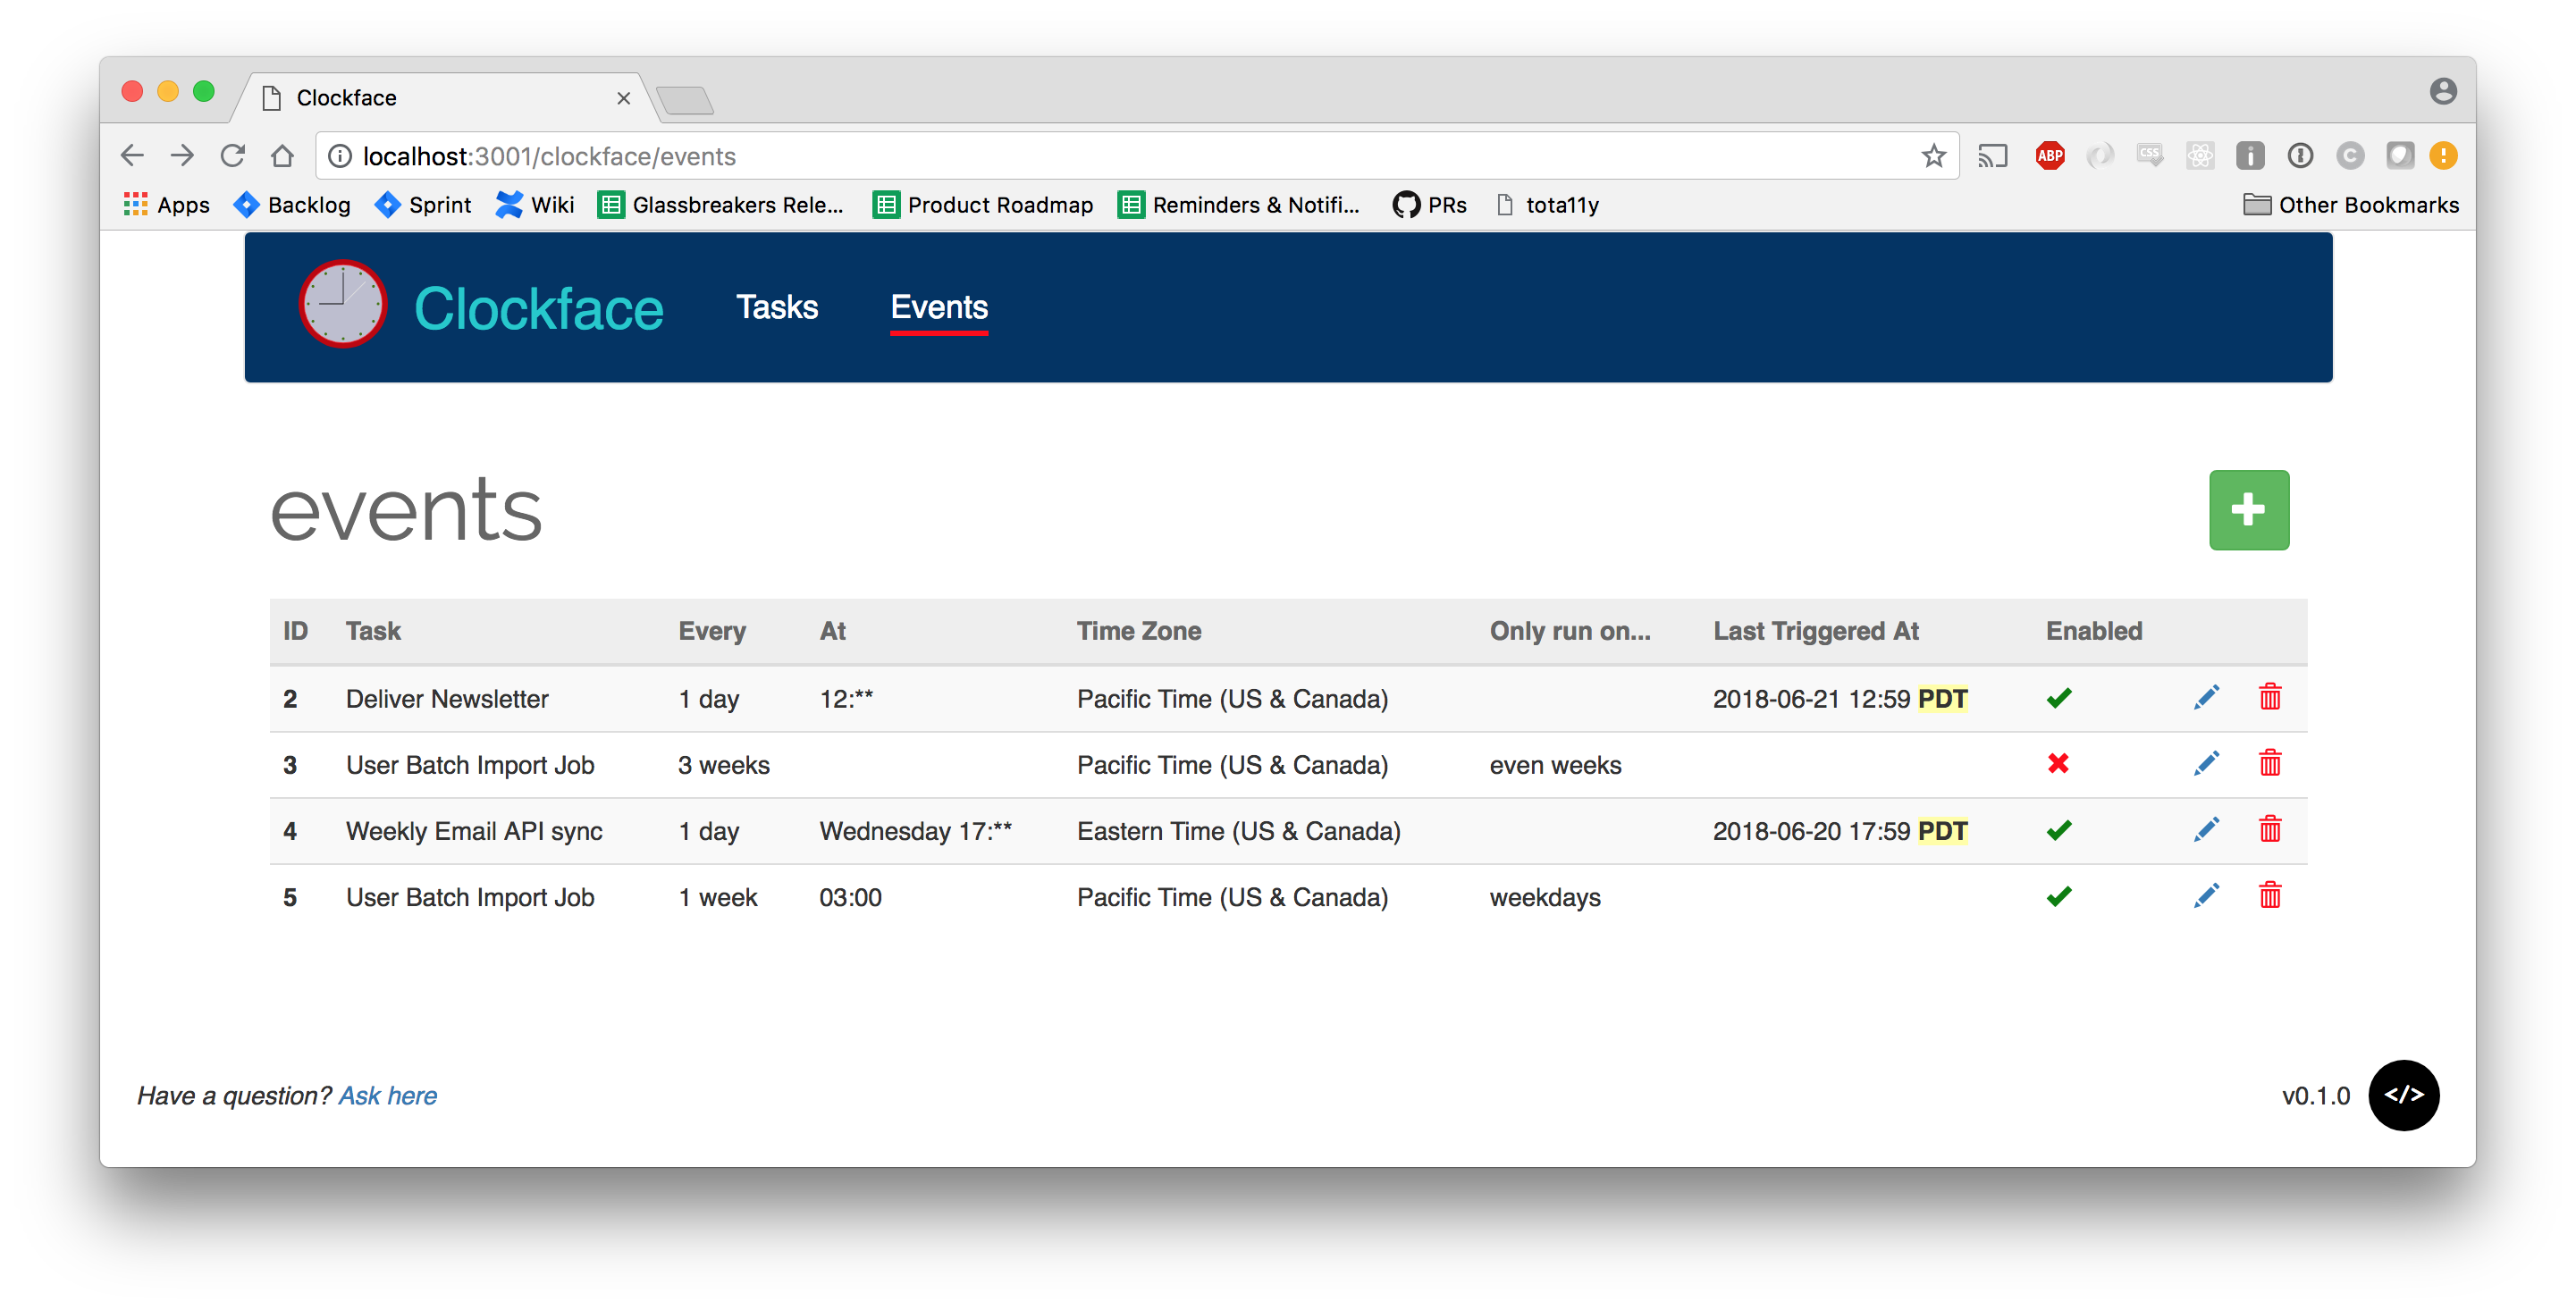 Clockface
localhost:3001/clockface/events
ABP CSS
Apps Backlog Sprint Wiki Glassbreakers Rele... Product Roadmap Reminders & Notifi... PRs tota11y Other Bookmarks
Clockface Tasks Events
events
ID Task Every At Time Zone Only run on... Last Triggered At Enabled
2 Deliver Newsletter 1 day 12:** Pacific Time (US & Canada) 2018-06-21 12:59 PDT
3 User Batch Import Job 3 weeks Pacific Time (US & Canada) even weeks
4 Weekly Email API sync 1 day Wednesday 17:** Eastern Time (US & Canada) 2018-06-20 17:59 PDT
5 User Batch Import Job 1 week 03:00 Pacific Time (US & Canada) weekdays
Have a question? Ask here v0.1.0 </>